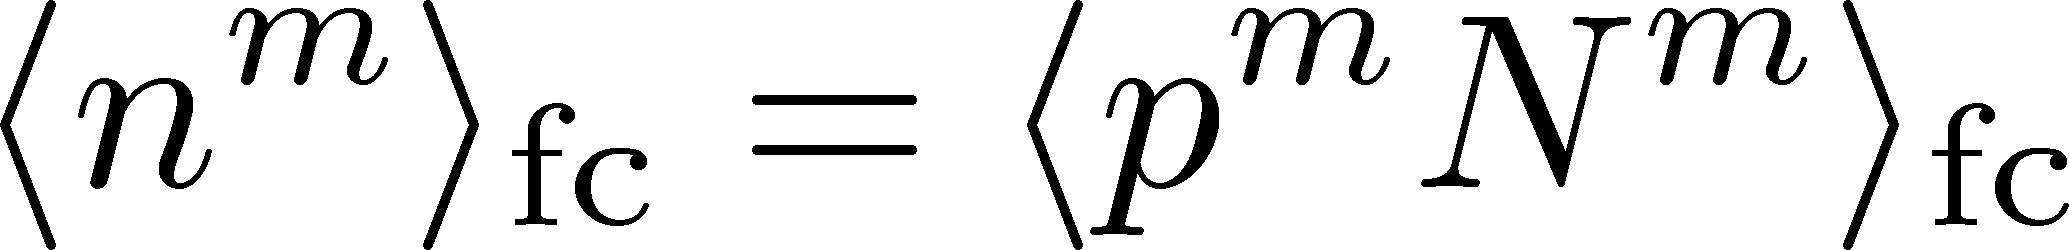 ⟨n^m⟩_fc = ⟨p^m N^m⟩_fc